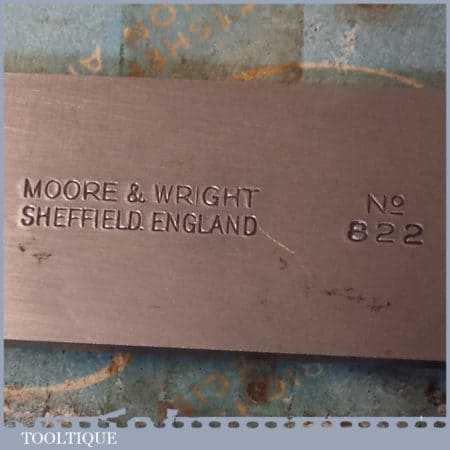 MOORE & WRIGHT
SHEFFIELD. ENGLAND
No
822
TOOLTIQUE